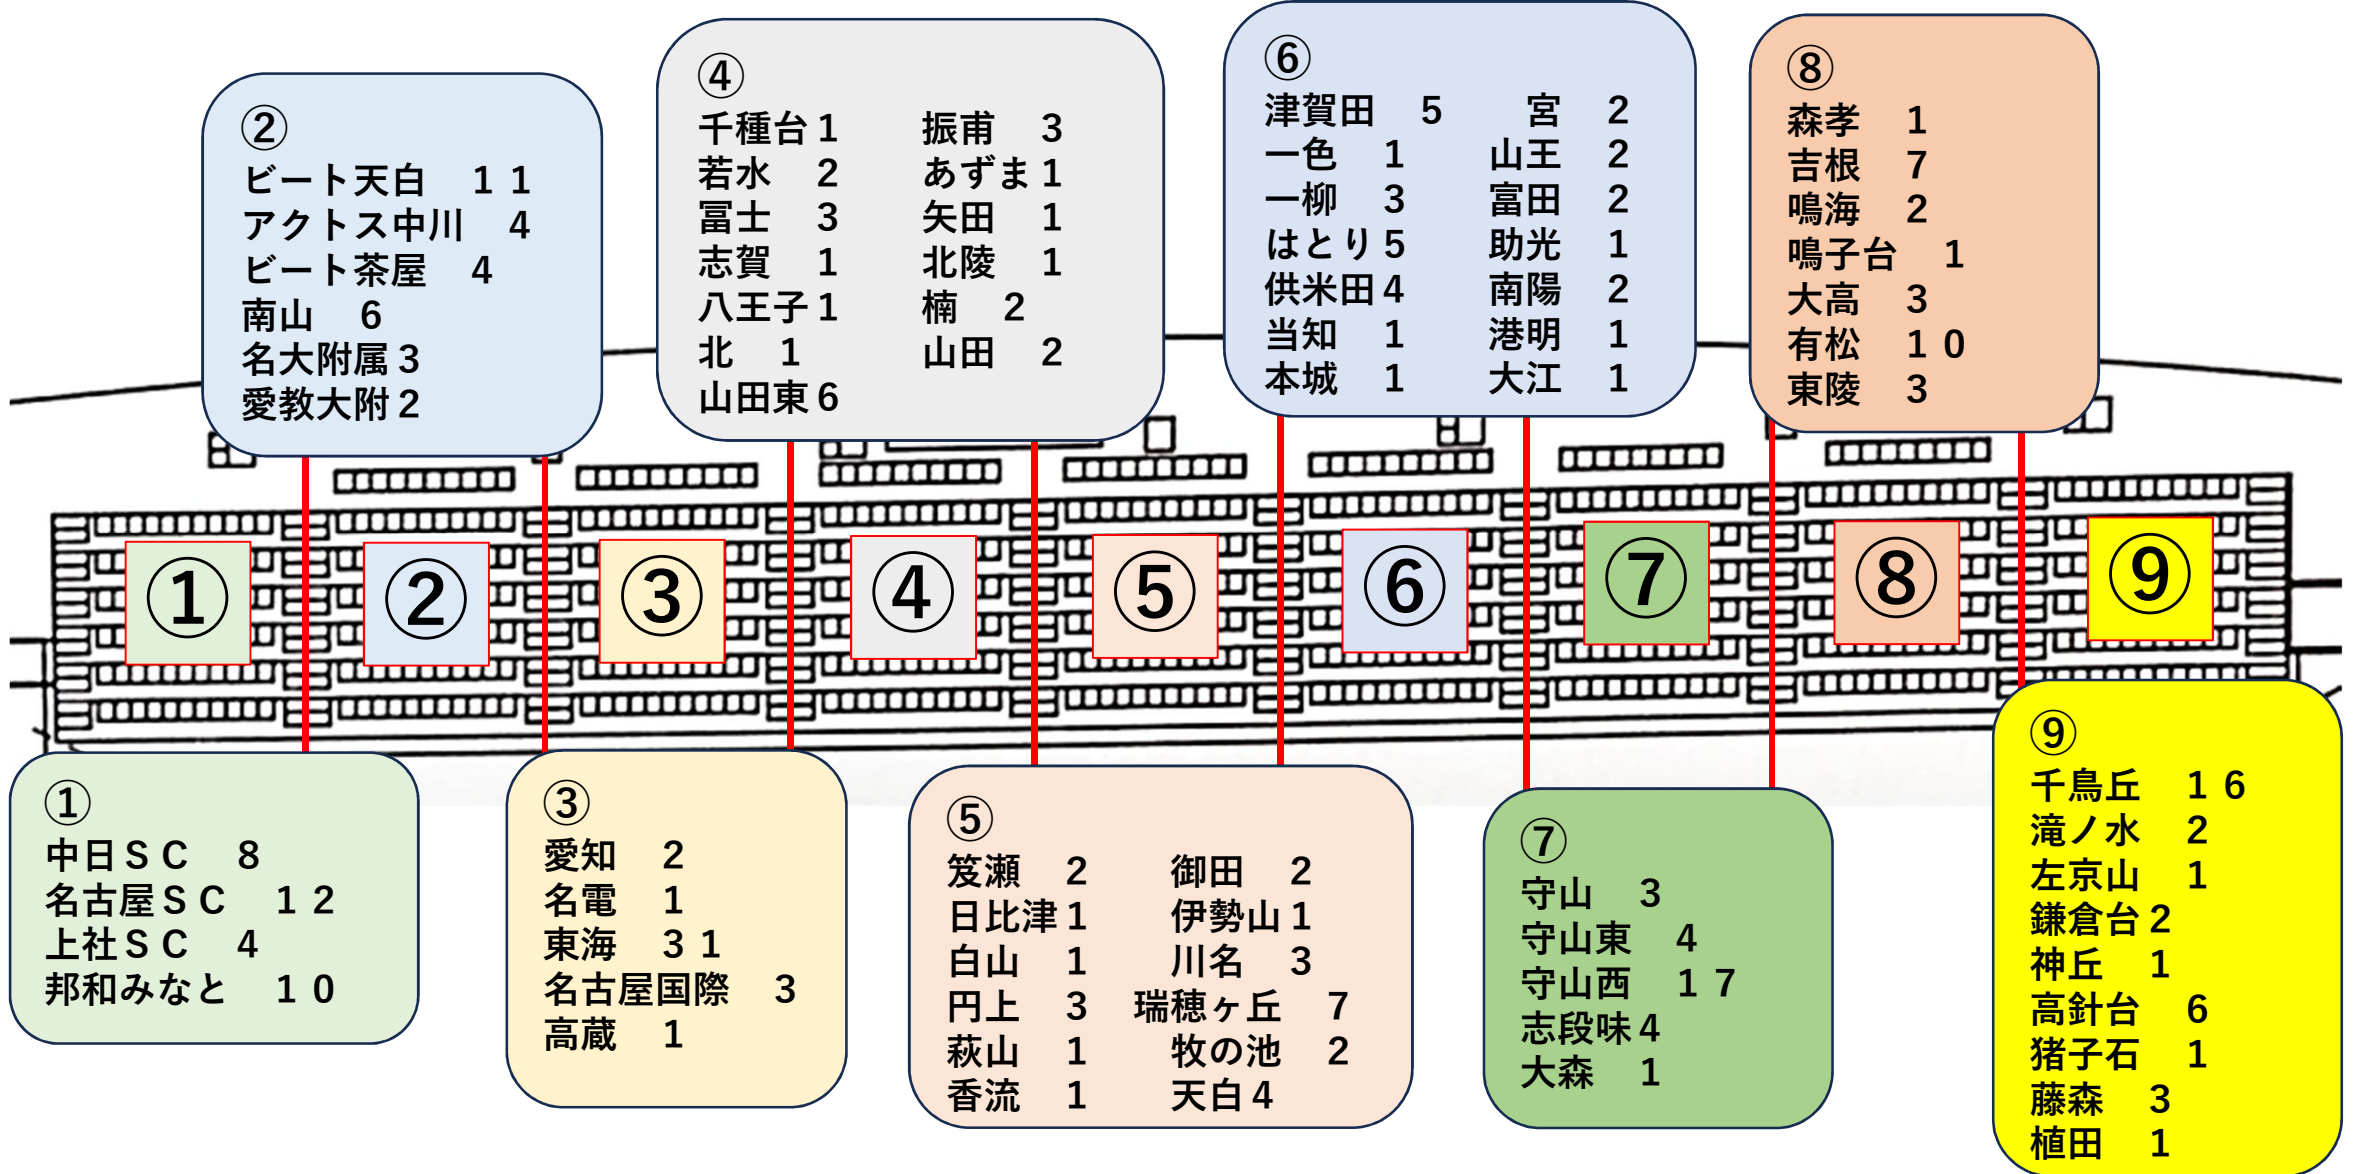 ②
ビート天白　１１
アクトス中川　４
ビート茶屋　４
南山　６
名大附属３
愛教大附２
④
千種台１　　振甫　３
若水　２　　あずま１
冨士　３　　矢田　１
志賀　１　　北陵　１
八王子１　　楠　２
北　１　　山田　２
山田東６
⑥
津賀田　５　　宮　２
一色　１　　山王　２
一柳　３　　富田　２
はとり５　　助光　１
供米田４　　南陽　２
当知　１　　港明　１
本城　１　　大江　１
⑧
森孝　１
吉根　７
鳴海　２
鳴子台　１
大高　３
有松　１０
東陵　３
① ② ③ ④ ⑤ ⑥ ⑦ ⑧ ⑨
①
中日ＳＣ　８
名古屋ＳＣ　１２
上社ＳＣ　４
邦和みなと　１０
③
愛知　２
名電　１
東海　３１
名古屋国際　３
高蔵　１
⑤
笈瀬　２　　御田　２
日比津１　　伊勢山１
白山　１　　川名　３
円上　３　瑞穂ヶ丘　７
萩山　１　　牧の池　２
香流　１　　天白４
⑦
守山　３
守山東　４
守山西　１７
志段味４
大森　１
⑨
千鳥丘　１６
滝ノ水　２
左京山　１
鎌倉台２
神丘　１
高針台　６
猪子石　１
藤森　３
植田　１